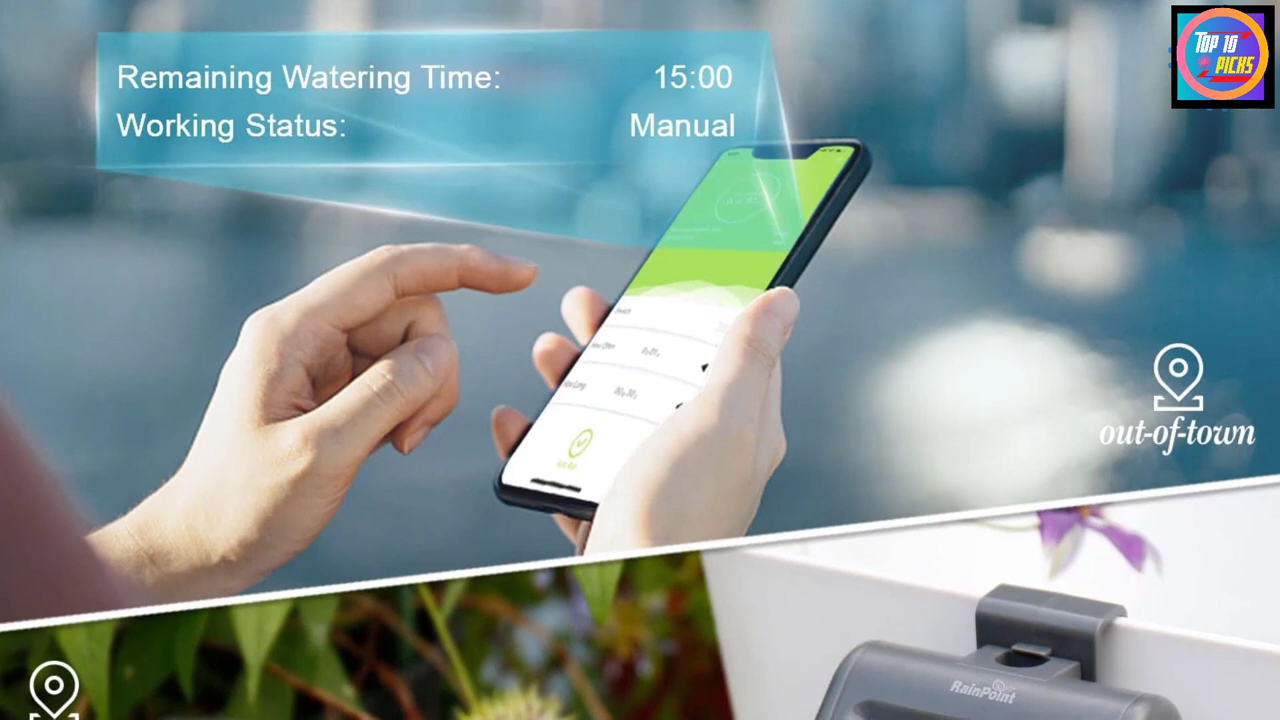 TOP 10
PICKS
Remaining Watering Time: 15:00
Working Status: Manual
out-of-town
RainPoint